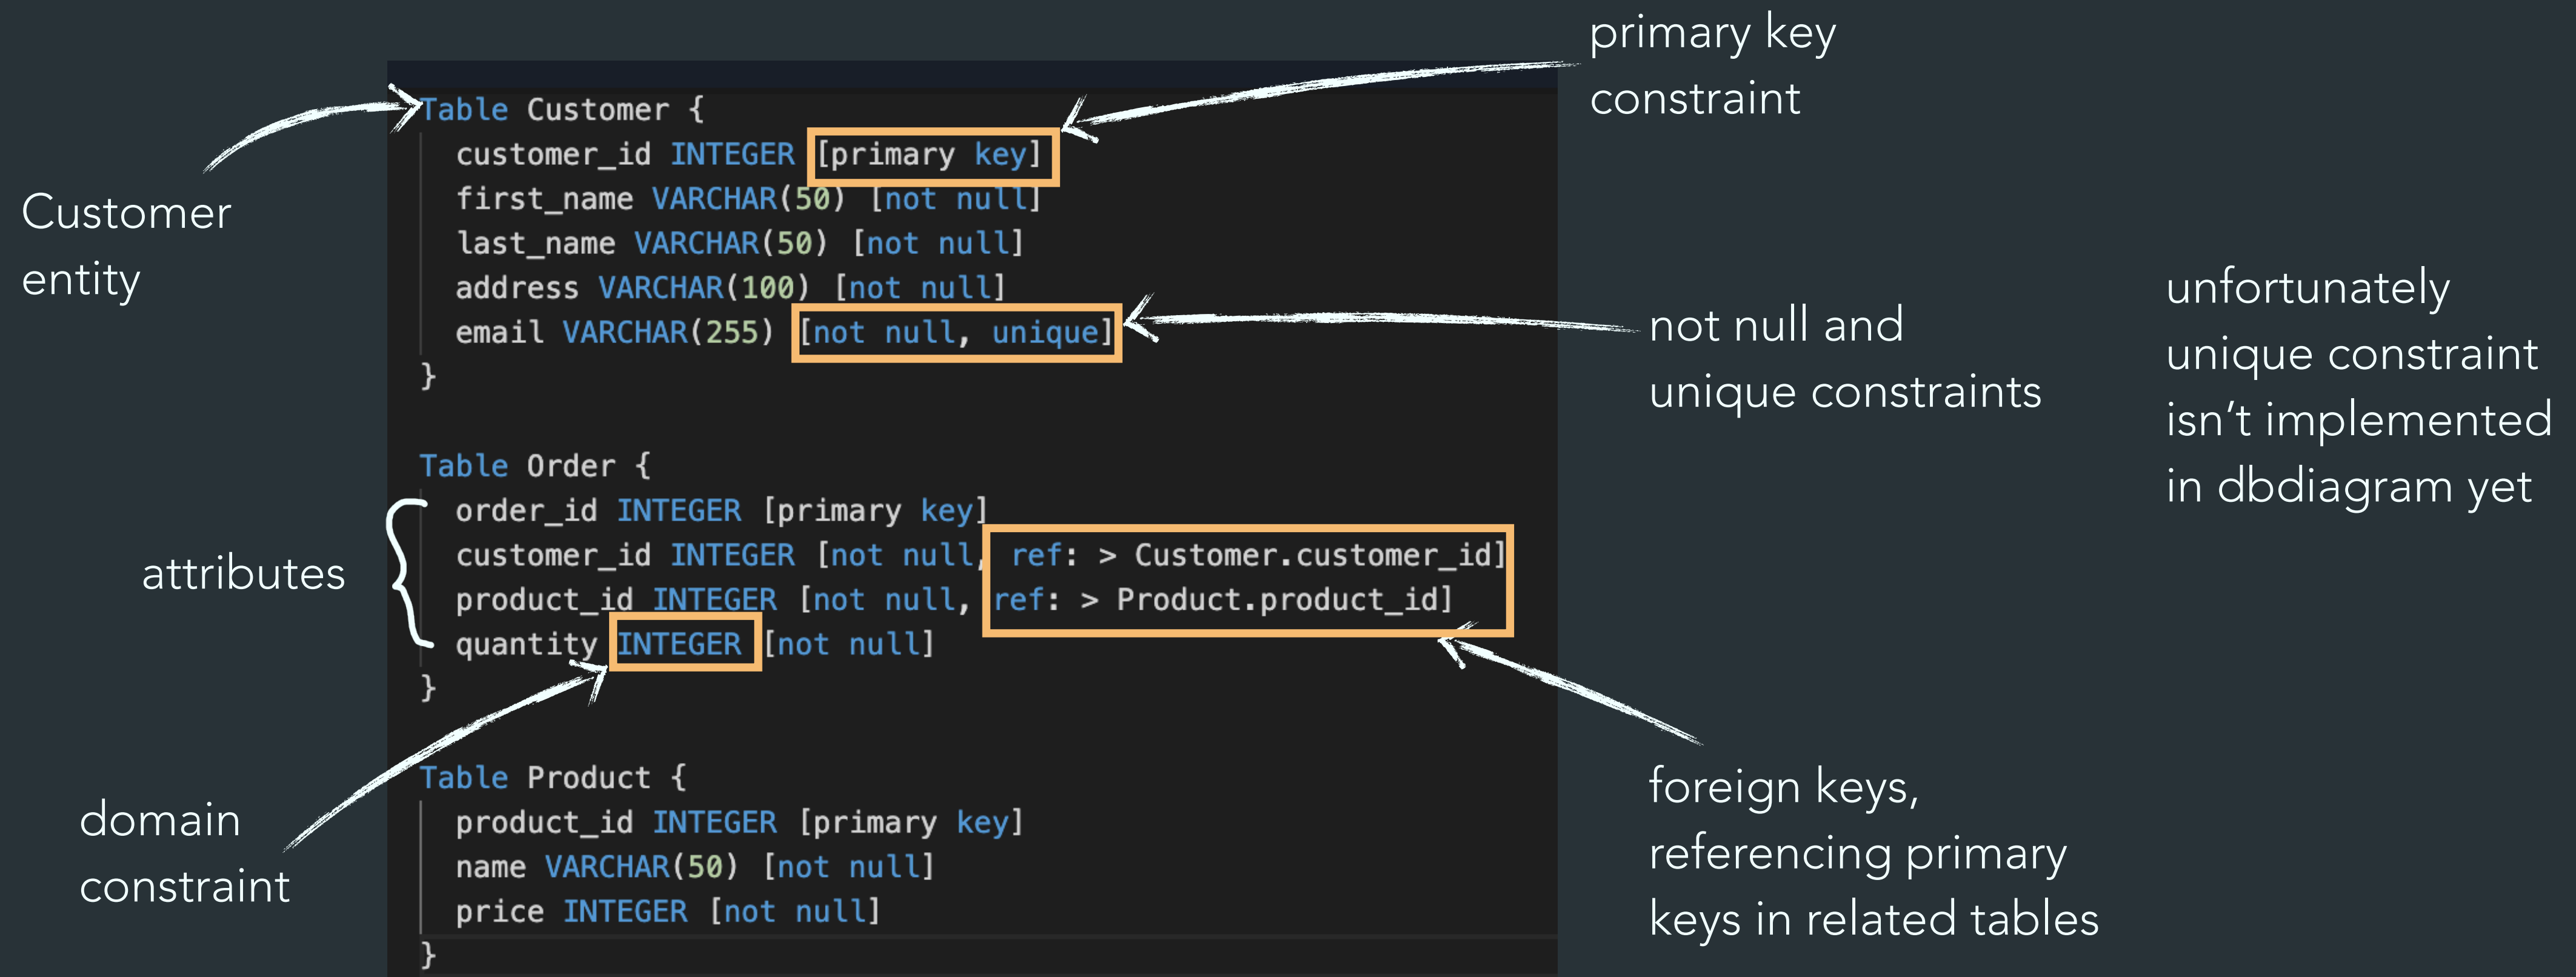 primary key
constraint
Table Customer {
customer_id INTEGER [primary key]
first_name VARCHAR(50) [not null]
last_name VARCHAR(50) [not null]
address VARCHAR(100) [not null]
email VARCHAR(255) [not null, unique]
}
Customer
entity
not null and
unique constraints
unfortunately
unique constraint
isn’t implemented
in dbdiagram yet
Table Order {
order_id INTEGER [primary key]
customer_id INTEGER [not null, ref: > Customer.customer_id]
product_id INTEGER [not null, ref: > Product.product_id]
quantity INTEGER [not null]
}
attributes
domain
constraint
foreign keys,
referencing primary
keys in related tables
Table Product {
product_id INTEGER [primary key]
name VARCHAR(50) [not null]
price INTEGER [not null]
}